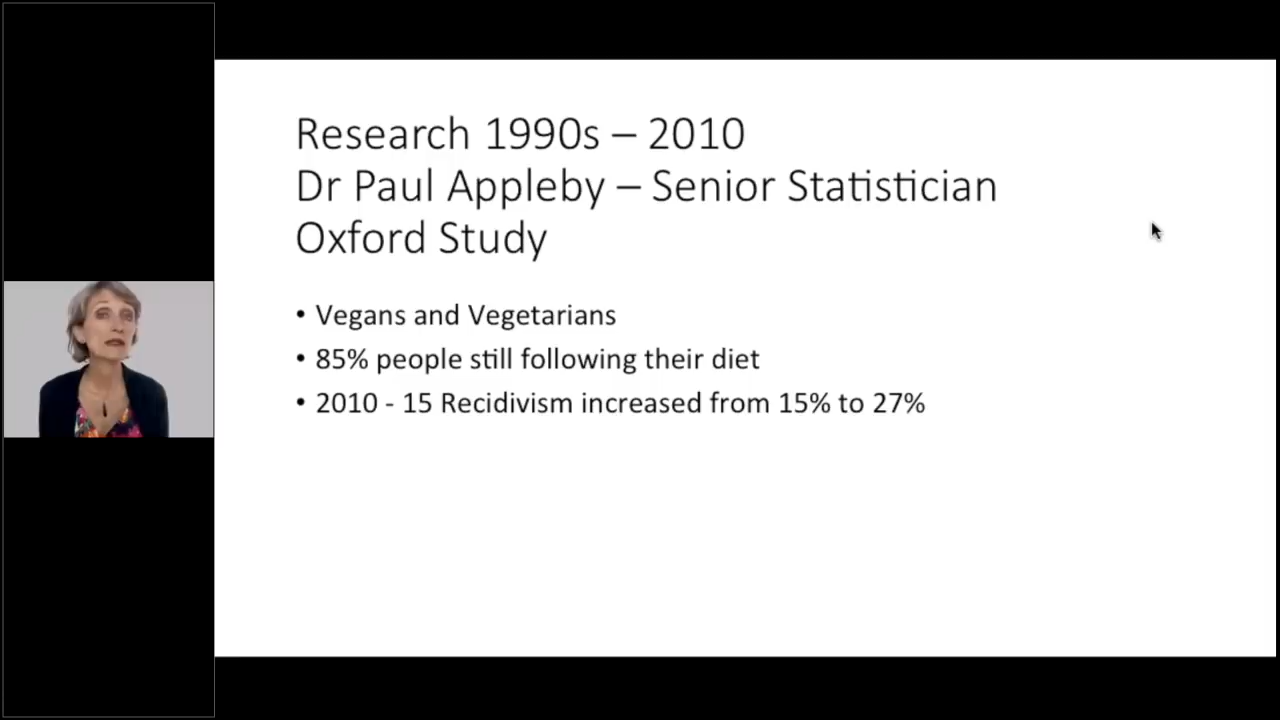 Research 1990s – 2010
Dr Paul Appleby – Senior Statistician
Oxford Study
• Vegans and Vegetarians
• 85% people still following their diet
• 2010 - 15 Recidivism increased from 15% to 27%